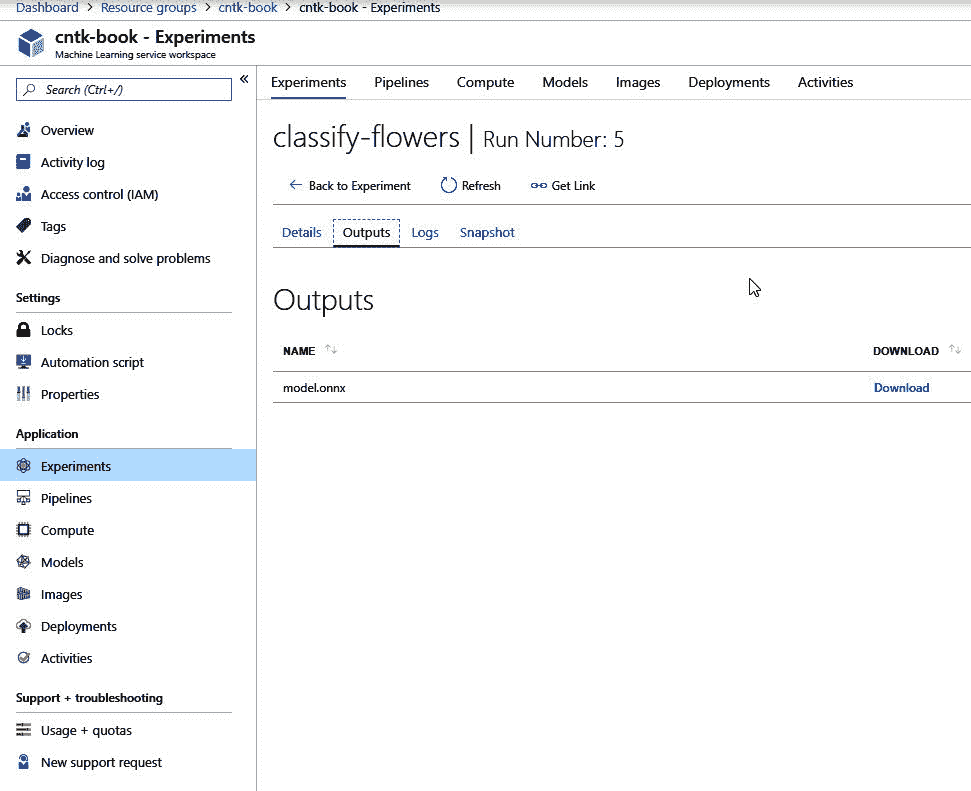 Dashboard > Resource groups > cntk-book > cntk-book - Experiments
cntk-book - Experiments
Machine Learning service workspace
Search (Ctrl+/)
«
Overview
Activity log
Access control (IAM)
Tags
Diagnose and solve problems
Settings
Locks
Automation script
Properties
Application
Experiments
Pipelines
Compute
Models
Images
Deployments
Activities
Support + troubleshooting
Usage + quotas
New support request
Experiments Pipelines Compute Models Images Deployments Activities
classify-flowers | Run Number: 5
← Back to Experiment Refresh Get Link
Details Outputs Logs Snapshot
Outputs
NAME ↑↓ DOWNLOAD ↑↓
model.onnx Download